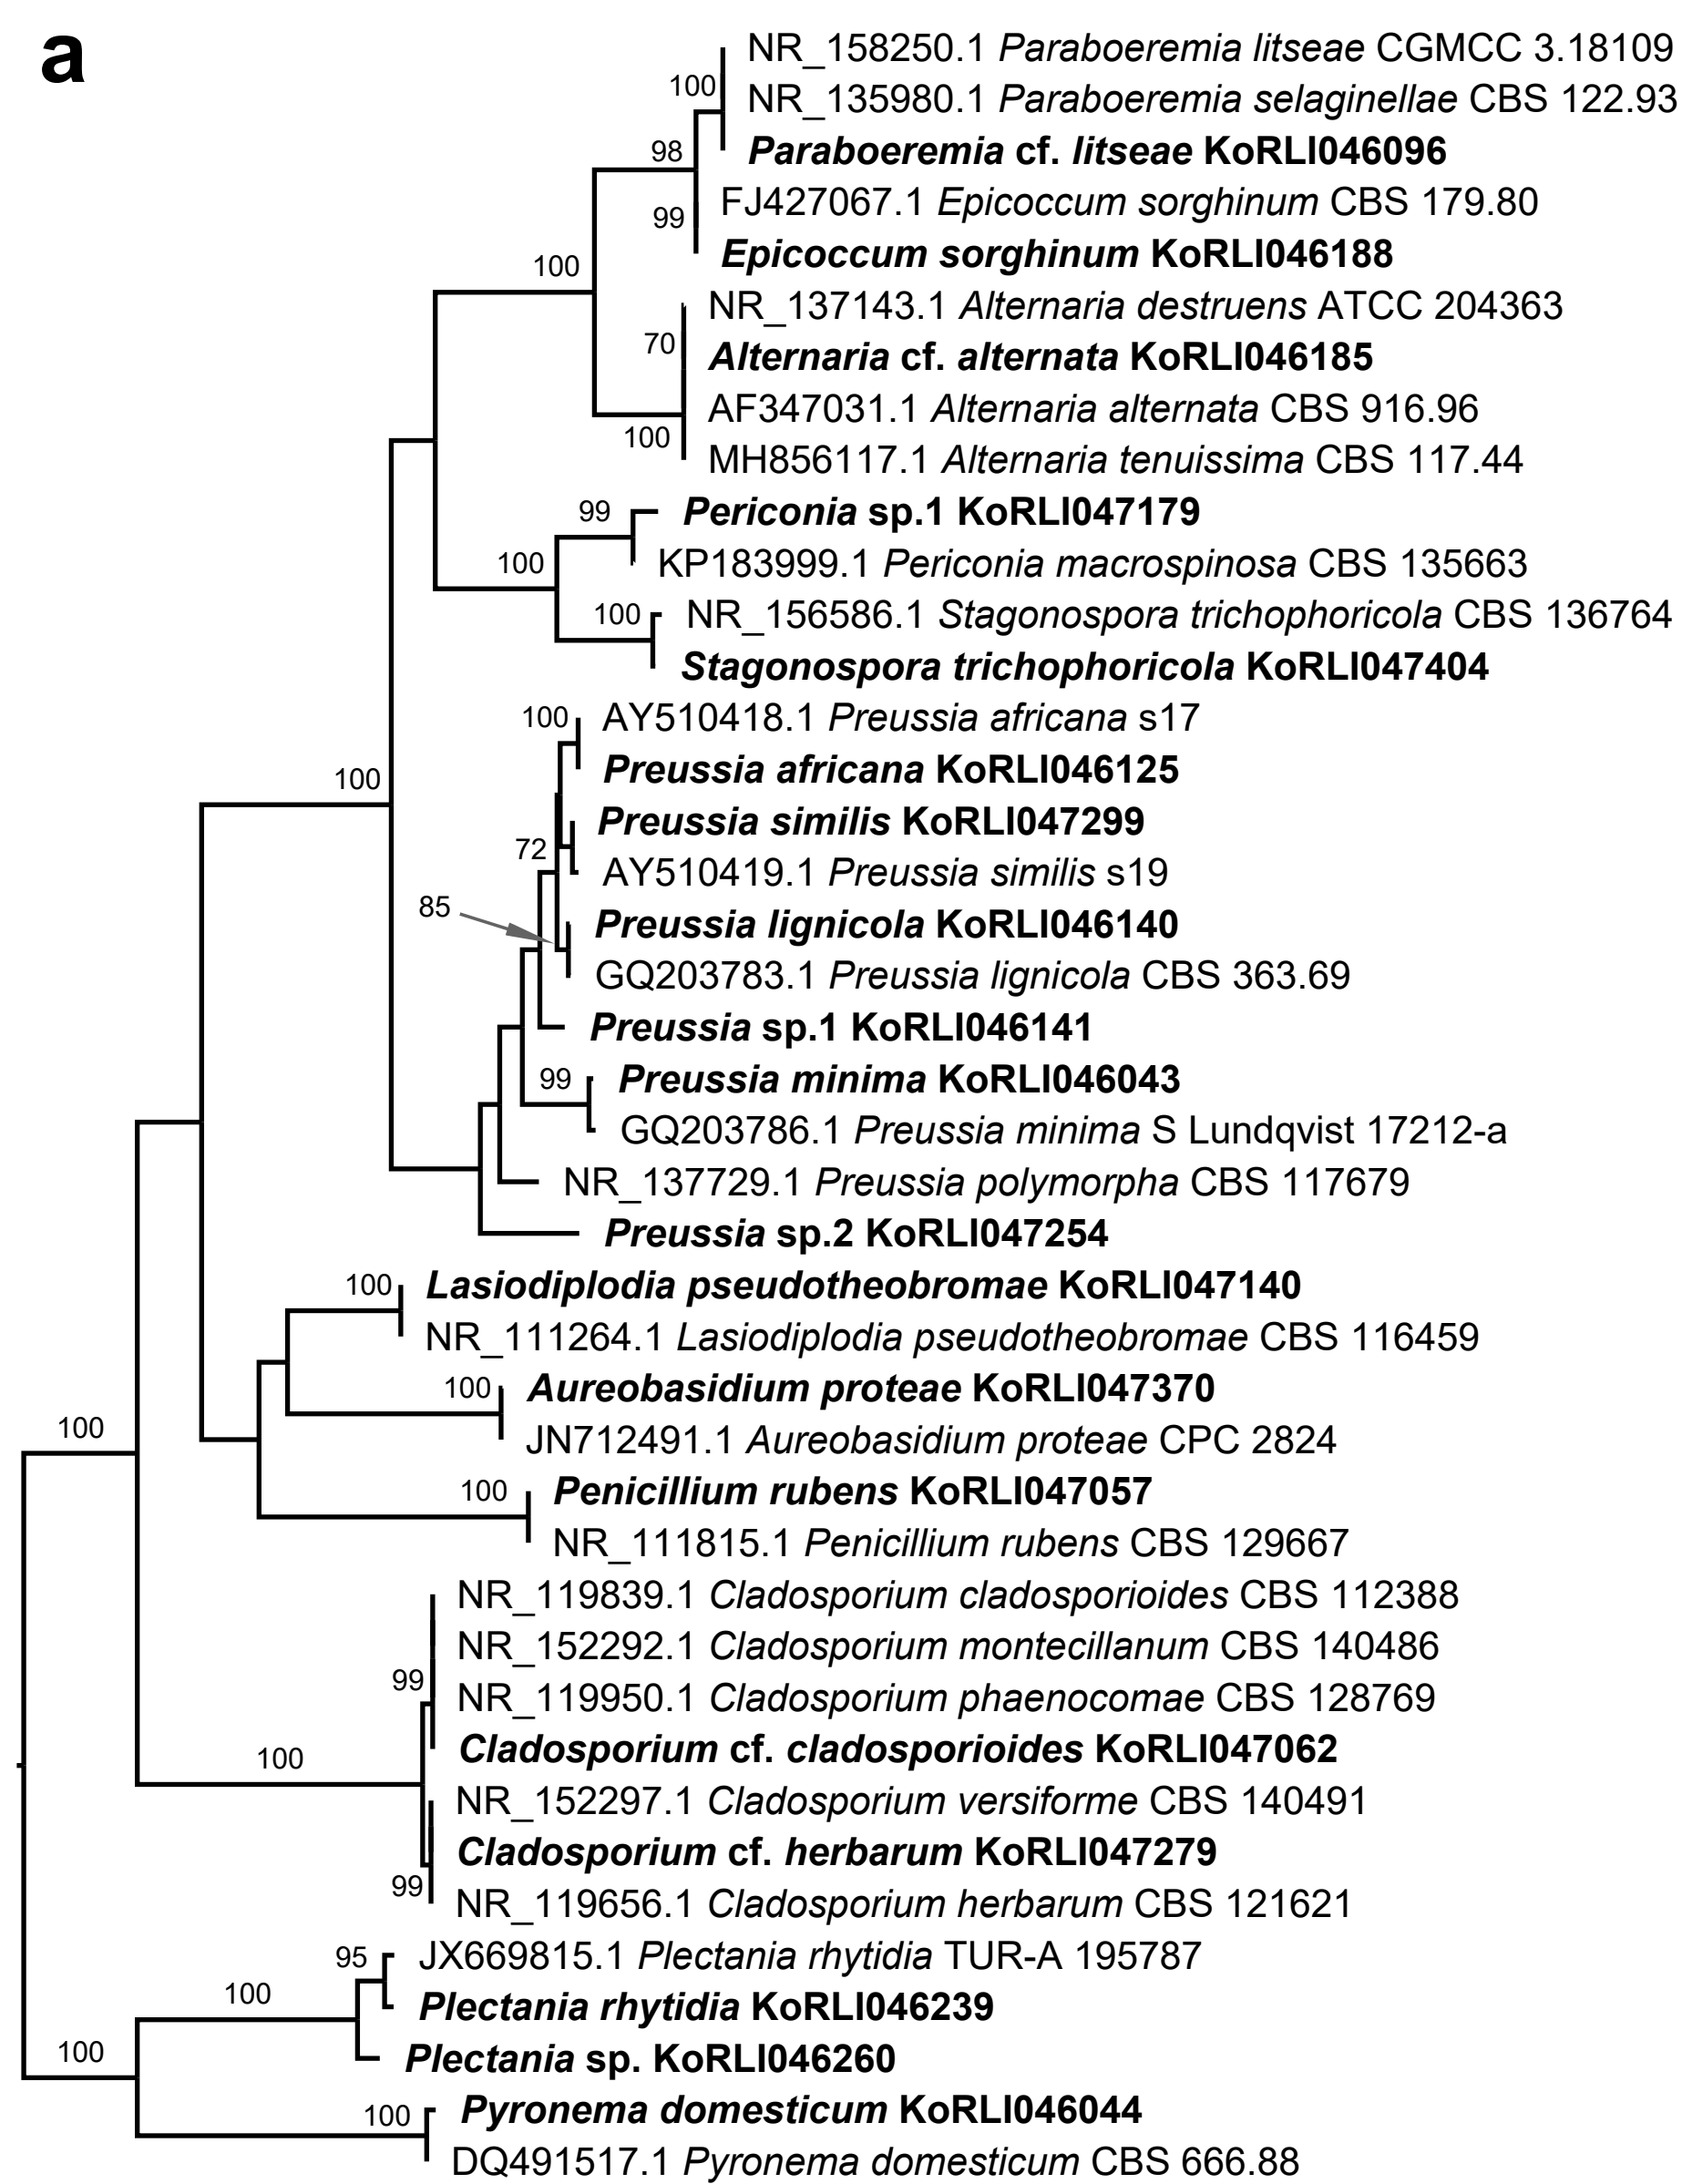 a
NR_158250.1 Paraboeremia litseae CGMCC 3.18109
100
NR_135980.1 Paraboeremia selaginellae CBS 122.93
98
Paraboeremia cf. litseae KoRLI046096
FJ427067.1 Epicoccum sorghinum CBS 179.80
99
Epicoccum sorghinum KoRLI046188
100
NR_137143.1 Alternaria destruens ATCC 204363
70
Alternaria cf. alternata KoRLI046185
AF347031.1 Alternaria alternata CBS 916.96
100
MH856117.1 Alternaria tenuissima CBS 117.44
99
Periconia sp.1 KoRLI047179
100
KP183999.1 Periconia macrospinosa CBS 135663
100
NR_156586.1 Stagonospora trichophoricola CBS 136764
Stagonospora trichophoricola KoRLI047404
100
AY510418.1 Preussia africana s17
Preussia africana KoRLI046125
100
Preussia similis KoRLI047299
72
AY510419.1 Preussia similis s19
85
Preussia lignicola KoRLI046140
GQ203783.1 Preussia lignicola CBS 363.69
Preussia sp.1 KoRLI046141
99
Preussia minima KoRLI046043
GQ203786.1 Preussia minima S Lundqvist 17212-a
NR_137729.1 Preussia polymorpha CBS 117679
Preussia sp.2 KoRLI047254
100
Lasiodiplodia pseudotheobromae KoRLI047140
NR_111264.1 Lasiodiplodia pseudotheobromae CBS 116459
100
Aureobasidium proteae KoRLI047370
100
JN712491.1 Aureobasidium proteae CPC 2824
100
Penicillium rubens KoRLI047057
NR_111815.1 Penicillium rubens CBS 129667
NR_119839.1 Cladosporium cladosporioides CBS 112388
NR_152292.1 Cladosporium montecillanum CBS 140486
99
NR_119950.1 Cladosporium phaenocomae CBS 128769
Cladosporium cf. cladosporioides KoRLI047062
100
NR_152297.1 Cladosporium versiforme CBS 140491
Cladosporium cf. herbarum KoRLI047279
99
NR_119656.1 Cladosporium herbarum CBS 121621
95
JX669815.1 Plectania rhytidia TUR-A 195787
100
Plectania rhytidia KoRLI046239
100
Plectania sp. KoRLI046260
100
Pyronema domesticum KoRLI046044
DQ491517.1 Pyronema domesticum CBS 666.88